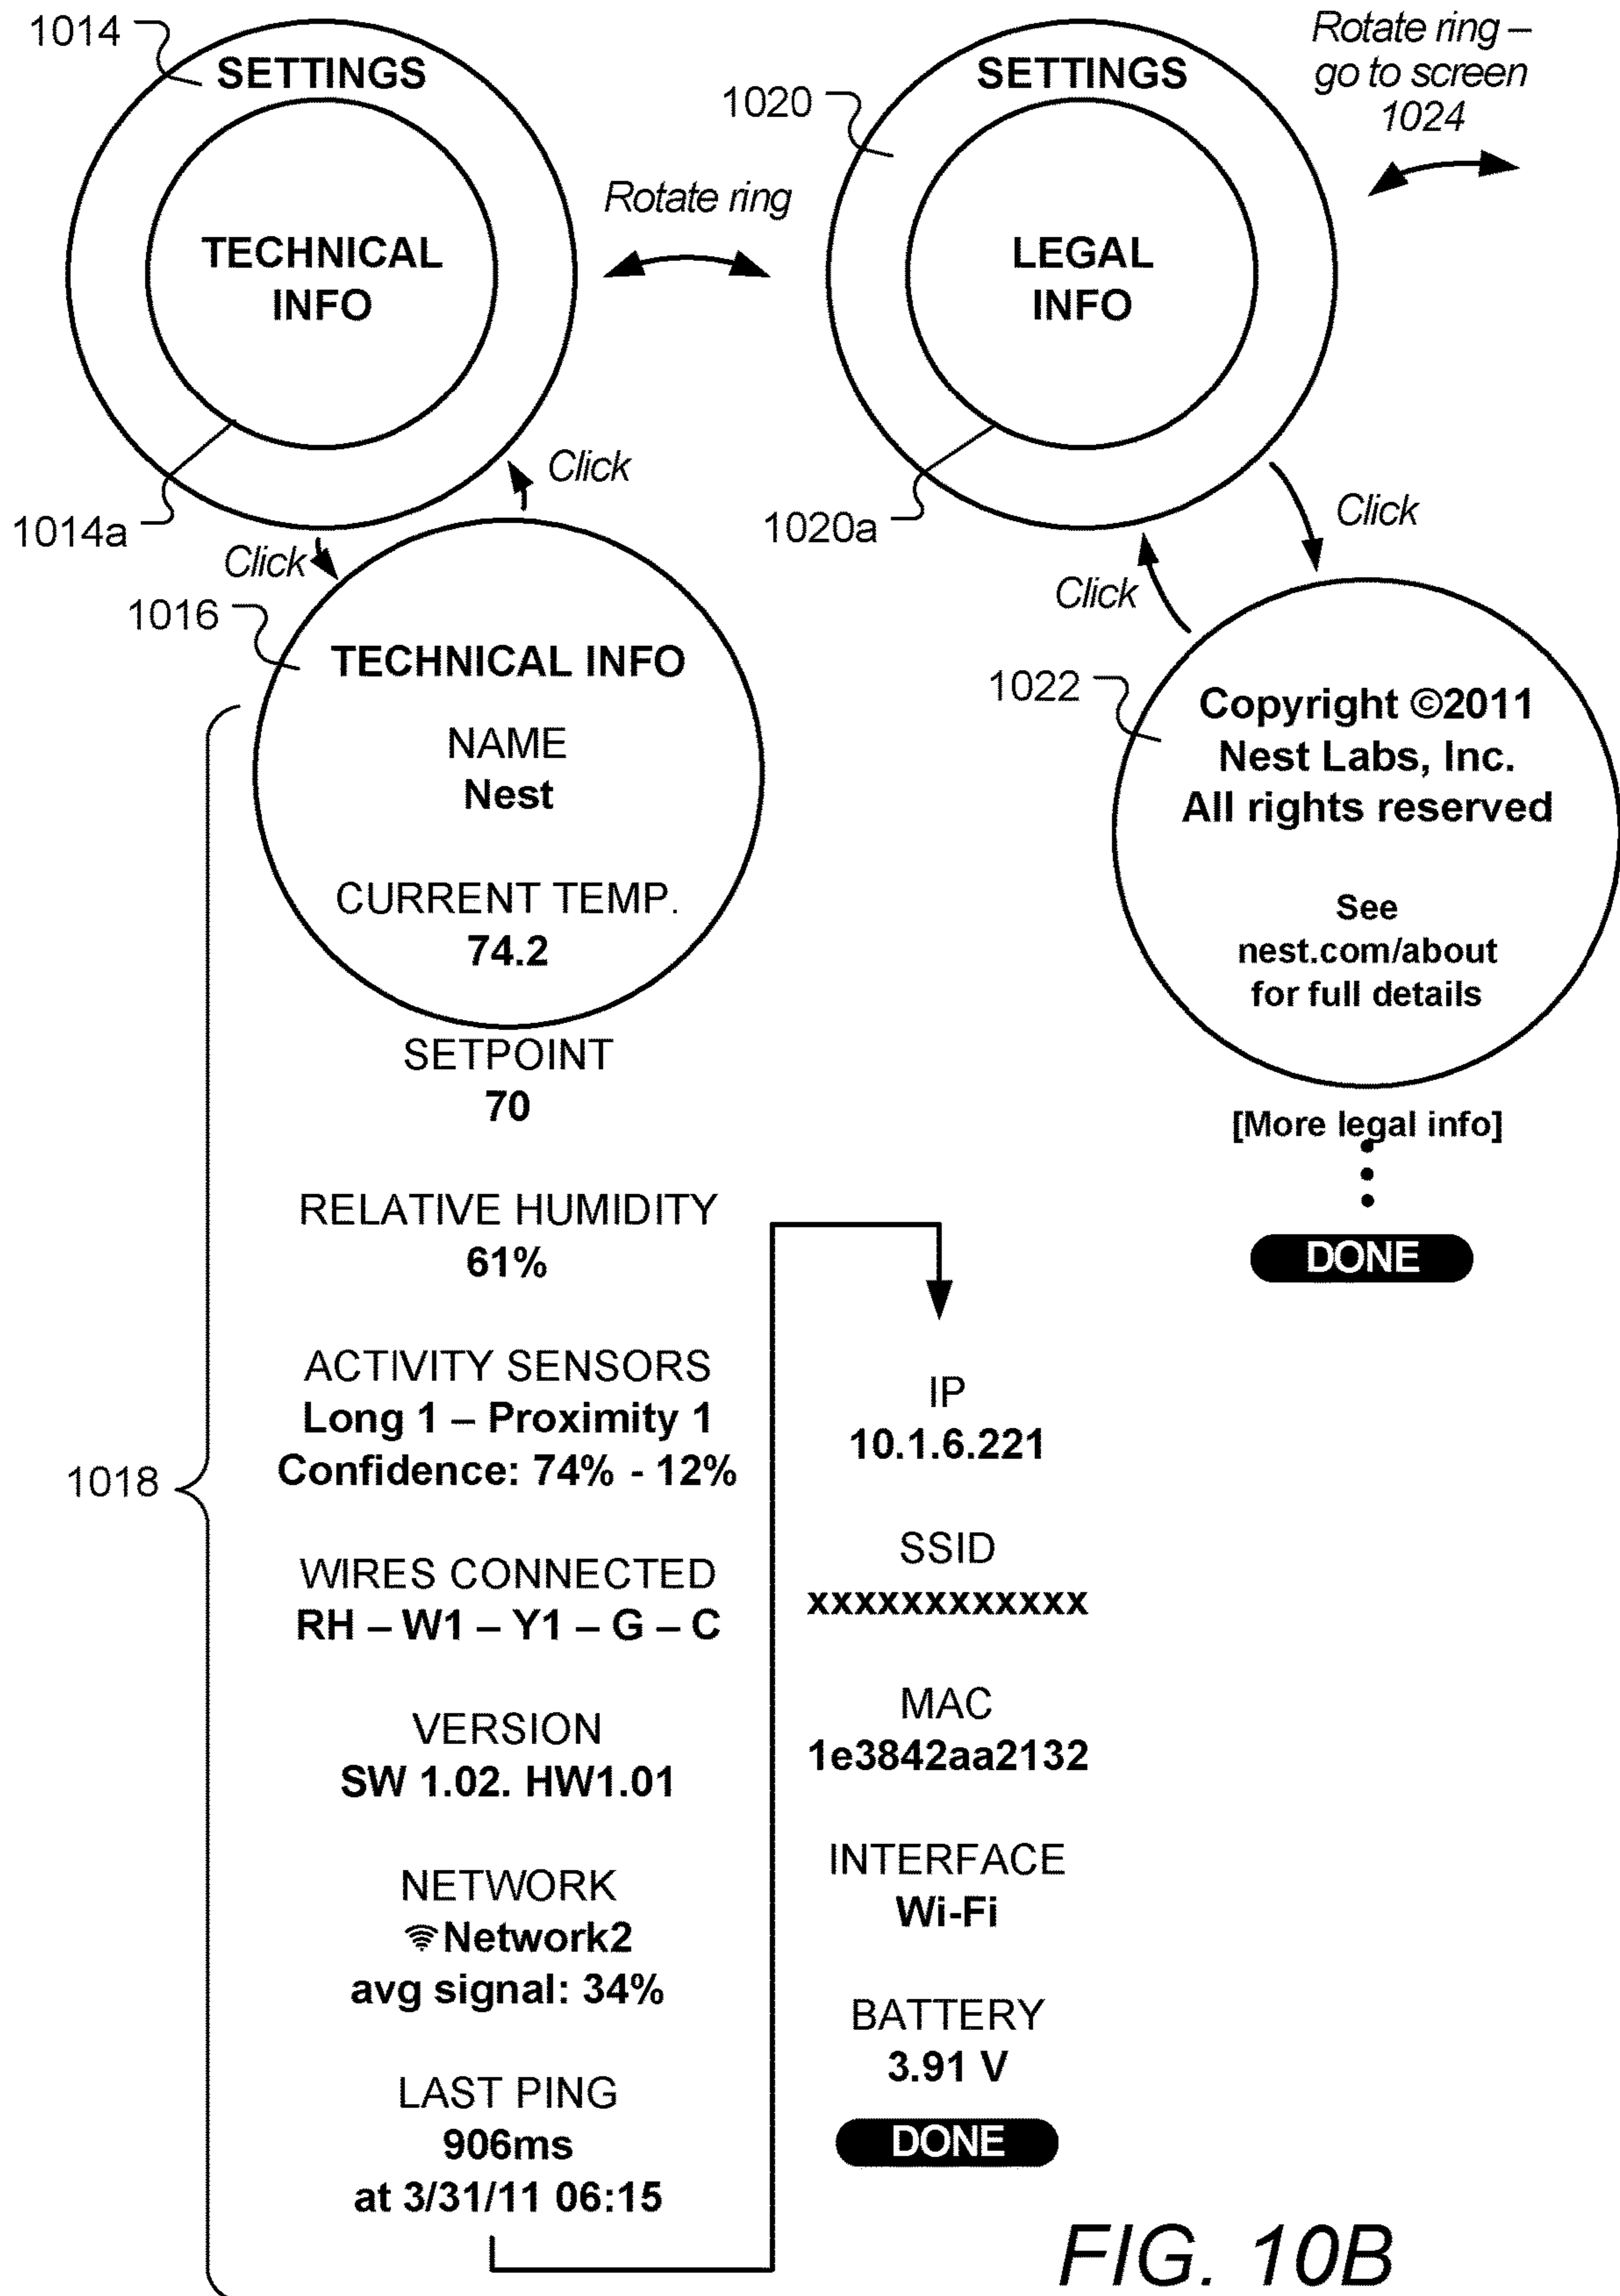 1014
SETTINGS
TECHNICAL
INFO
1014a
Rotate ring
1020
SETTINGS
LEGAL
INFO
1020a
Rotate ring –
go to screen
1024
Click
Click
1016
TECHNICAL INFO
NAME
Nest
CURRENT TEMP.
74.2
SETPOINT
70
RELATIVE HUMIDITY
61%
ACTIVITY SENSORS
Long 1 – Proximity 1
Confidence: 74% - 12%
1018
WIRES CONNECTED
RH – W1 – Y1 – G – C
VERSION
SW 1.02. HW1.01
NETWORK
Network2
avg signal: 34%
LAST PING
906ms
at 3/31/11 06:15
IP
10.1.6.221
SSID
xxxxxxxxxxxx
MAC
1e3842aa2132
INTERFACE
Wi-Fi
BATTERY
3.91 V
DONE
Click
Click
1022
Copyright ©2011
Nest Labs, Inc.
All rights reserved
See
nest.com/about
for full details
[More legal info]
DONE
FIG. 10B